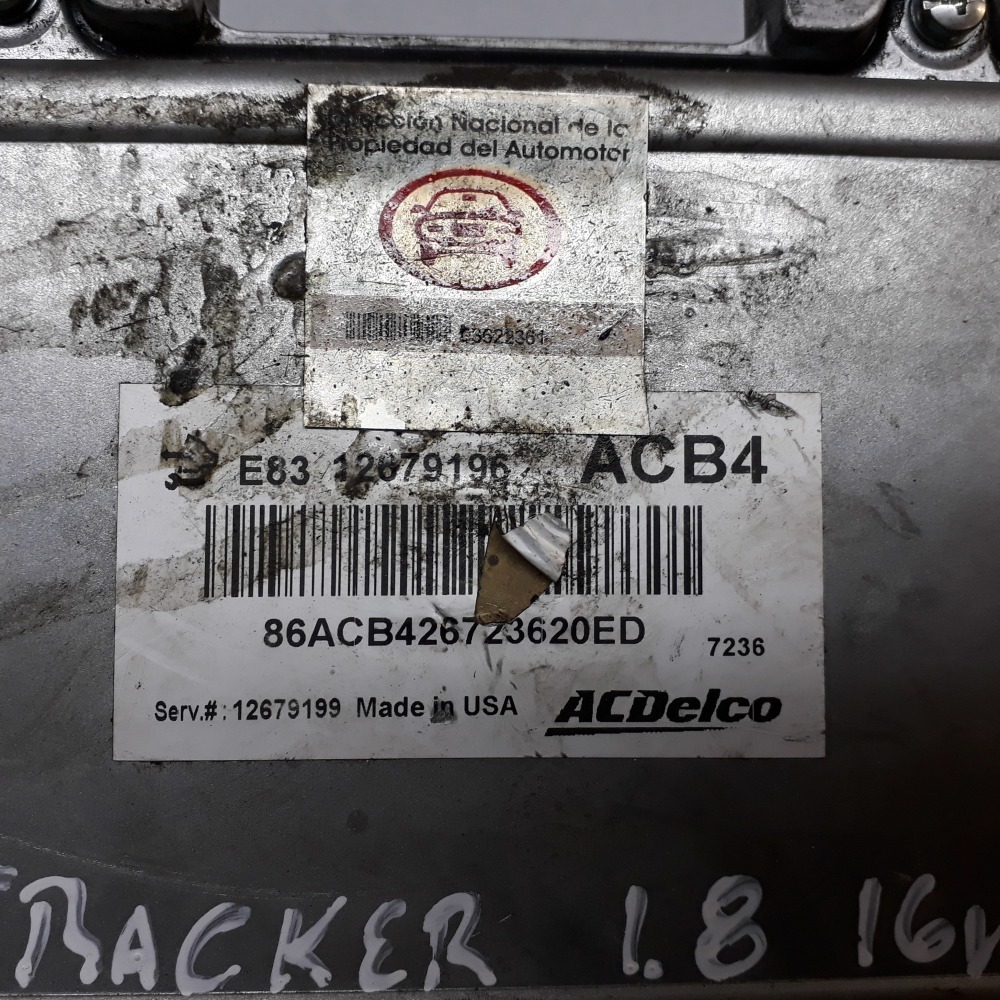 Nacional de la
Propiedad del Automotor
E83 12679196 ACB4
86ACB426723620ED
7236
Serv.#: 12679199 Made in USA ACDelco
TRACKER 1.8 16v